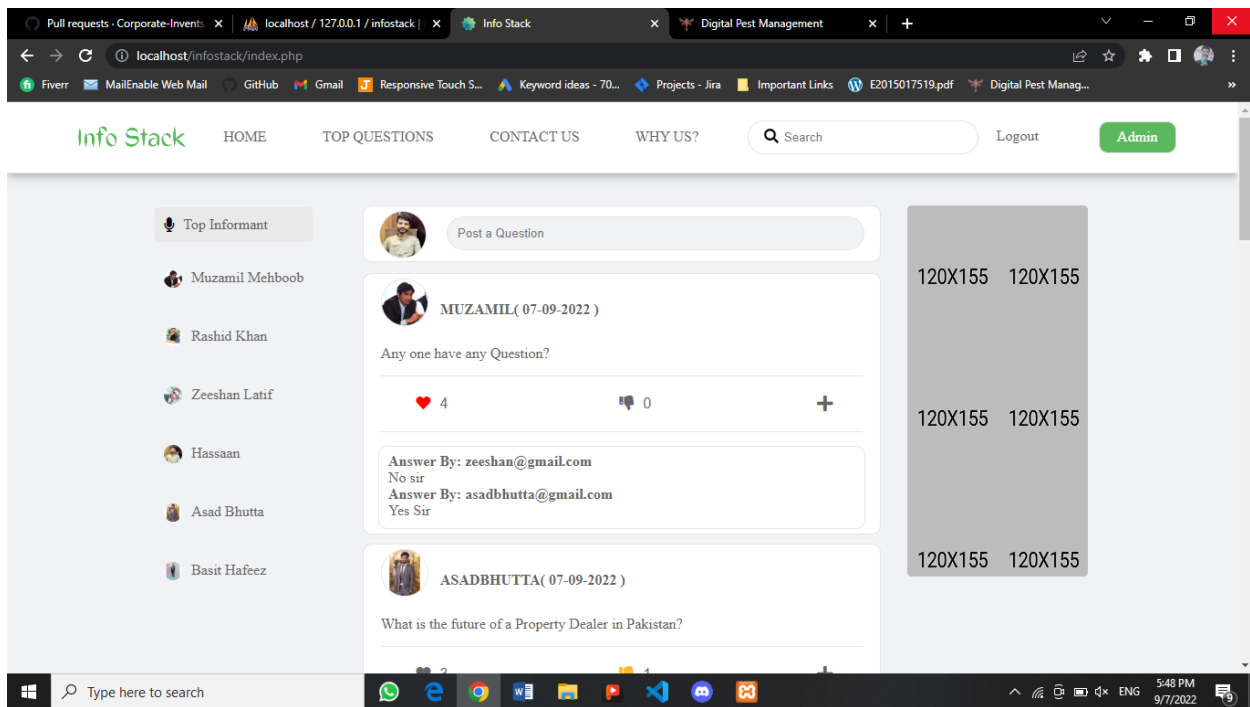 Pull requests · Corporate-Invents
localhost / 127.0.0.1 / infostack |
Info Stack
Digital Pest Management
localhost/infostack/index.php
Fiverr
MailEnable Web Mail
GitHub
Gmail
Responsive Touch S...
Keyword ideas - 70...
Projects - Jira
Important Links
E2015017519.pdf
Digital Pest Manag...
»
Info Stack
HOME
TOP QUESTIONS
CONTACT US
WHY US?
Search
Logout
Admin
Top Informant
Muzamil Mehboob
Rashid Khan
Zeeshan Latif
Hassaan
Asad Bhutta
Basit Hafeez
Post a Question
MUZAMIL( 07-09-2022 )
Any one have any Question?
4
0
Answer By: zeeshan@gmail.com
No sir
Answer By: asadbhutta@gmail.com
Yes Sir
ASADBHUTTA( 07-09-2022 )
What is the future of a Property Dealer in Pakistan?
120X155 120X155
120X155 120X155
120X155 120X155
Type here to search
ENG
5:48 PM
9/7/2022
9